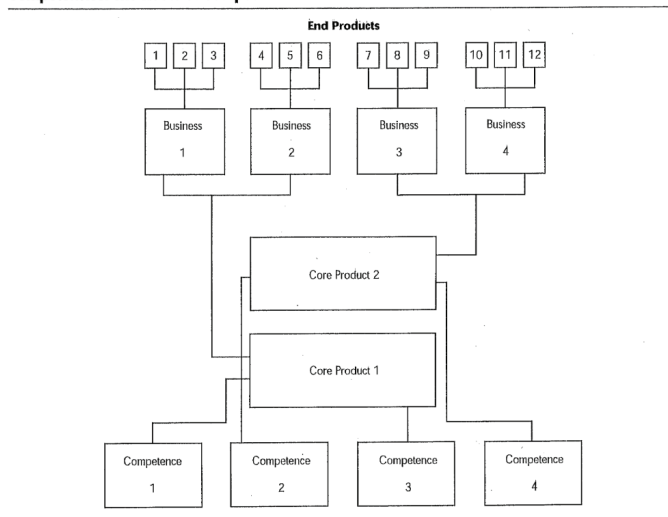 End Products
1 2 3 4 5 6 7 8 9 10 11 12
Business Business Business Business
1 2 3 4
Core Product 2
Core Product 1
Competence Competence Competence Competence
1 2 3 4